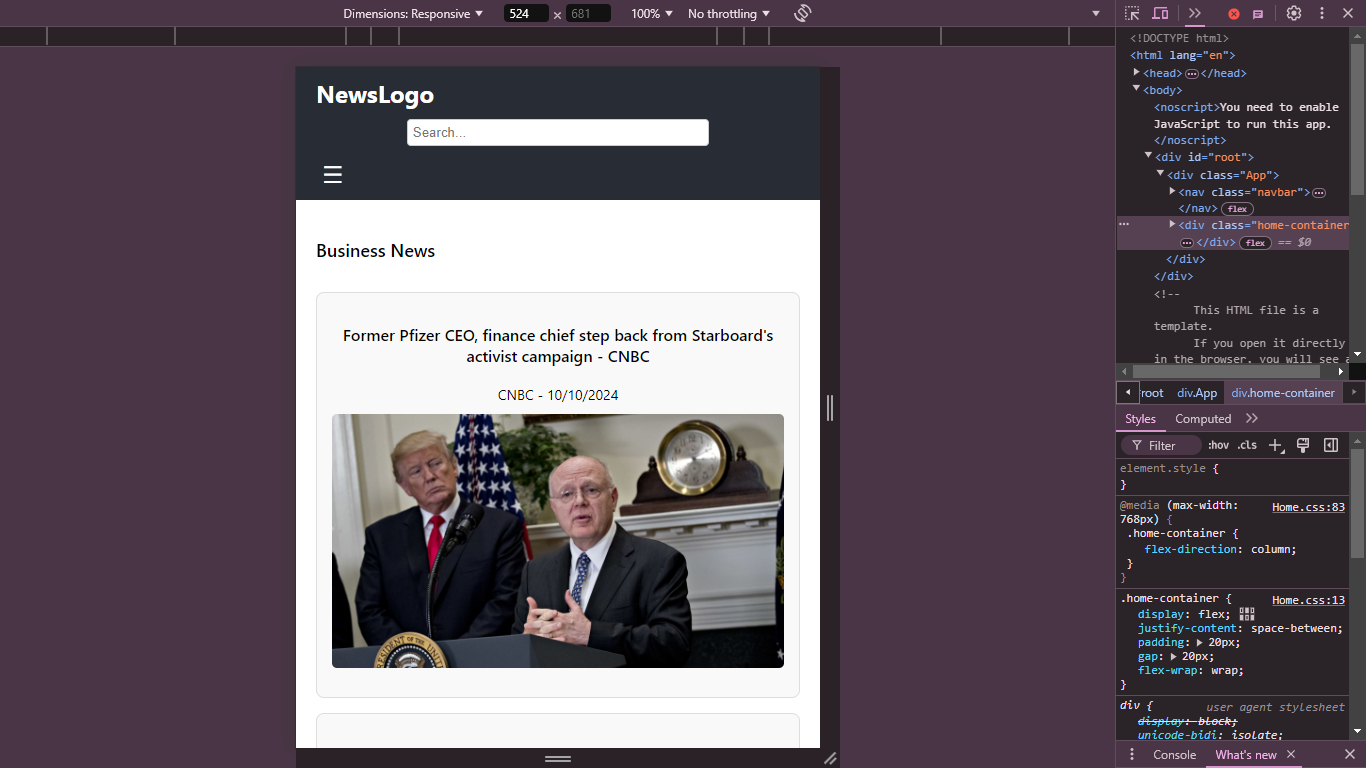 Dimensions: Responsive 524 × 681 100% No throttling
NewsLogo
Search...
☰
Business News
Former Pfizer CEO, finance chief step back from Starboard's
activist campaign - CNBC
CNBC - 10/10/2024
<!DOCTYPE html>
<html lang="en">
<head> ••• </head>
<body>
<noscript>You need to enable
JavaScript to run this app.
</noscript>
<div id="root">
<div class="App">
<nav class="navbar"> •••
</nav> flex
••• <div class="home-container
••• </div> flex == $0
</div>
</div>
<!--
This HTML file is a
template.
If you open it directly
in the browser, you will see a
root div.App div.home-container
Styles Computed
Filter :hov .cls
element.style {
}
@media (max-width: Home.css:83
768px) {
.home-container {
flex-direction: column;
}
}
.home-container { Home.css:13
display: flex;
justify-content: space-between;
padding: 20px;
gap: 20px;
flex-wrap: wrap;
}
div { user agent stylesheet
display: block;
unicode-bidi: isolate;
Console What's new